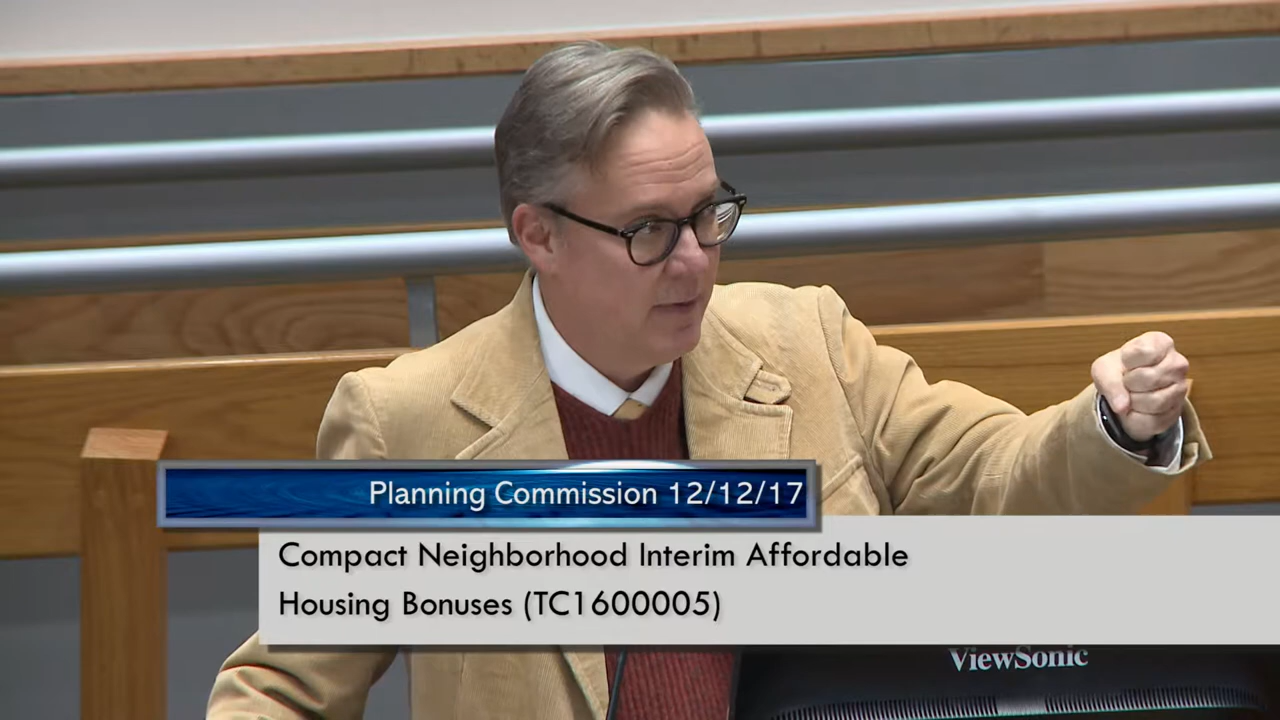 Planning Commission 12/12/17
Compact Neighborhood Interim Affordable
Housing Bonuses (TC1600005)
ViewSonic